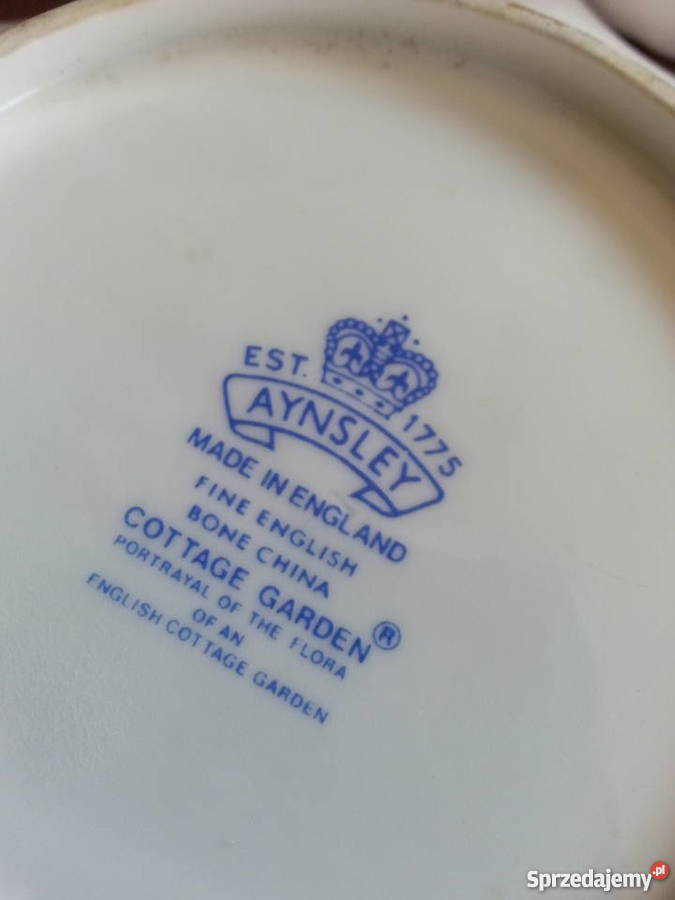 EST. 1775
AYNSLEY
MADE IN ENGLAND
FINE ENGLISH
BONE CHINA
COTTAGE GARDEN®
PORTRAYAL OF THE FLORA
OF AN
ENGLISH COTTAGE GARDEN
Sprzedajemy.pl